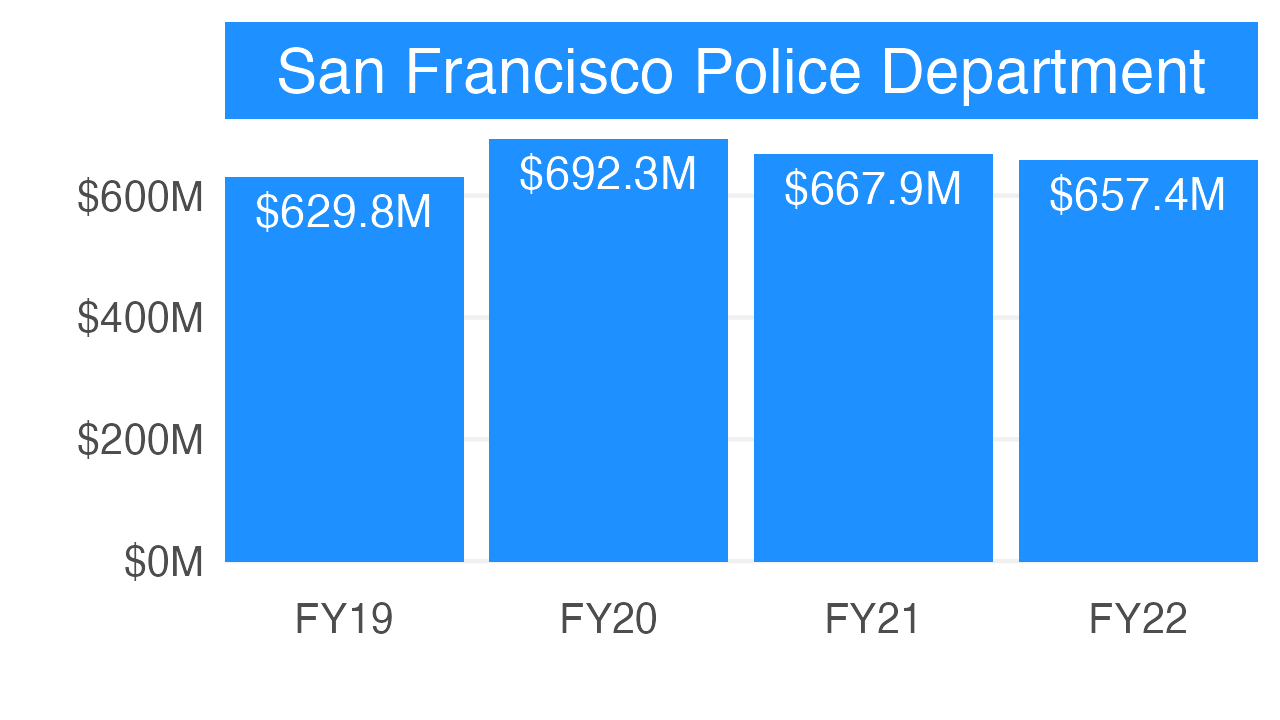 San Francisco Police Department
$692.3M
$667.9M
$657.4M
$629.8M
$600M
$400M
$200M
$0M
FY19 FY20 FY21 FY22